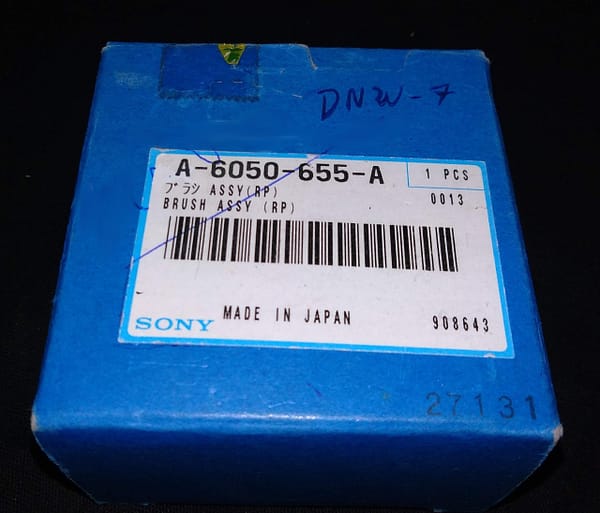 DNW-7
A-6050-655-A
1 PCS
ブラシ ASSY(RP)
0013
BRUSH ASSY (RP)
SONY
MADE IN JAPAN
908643
27131